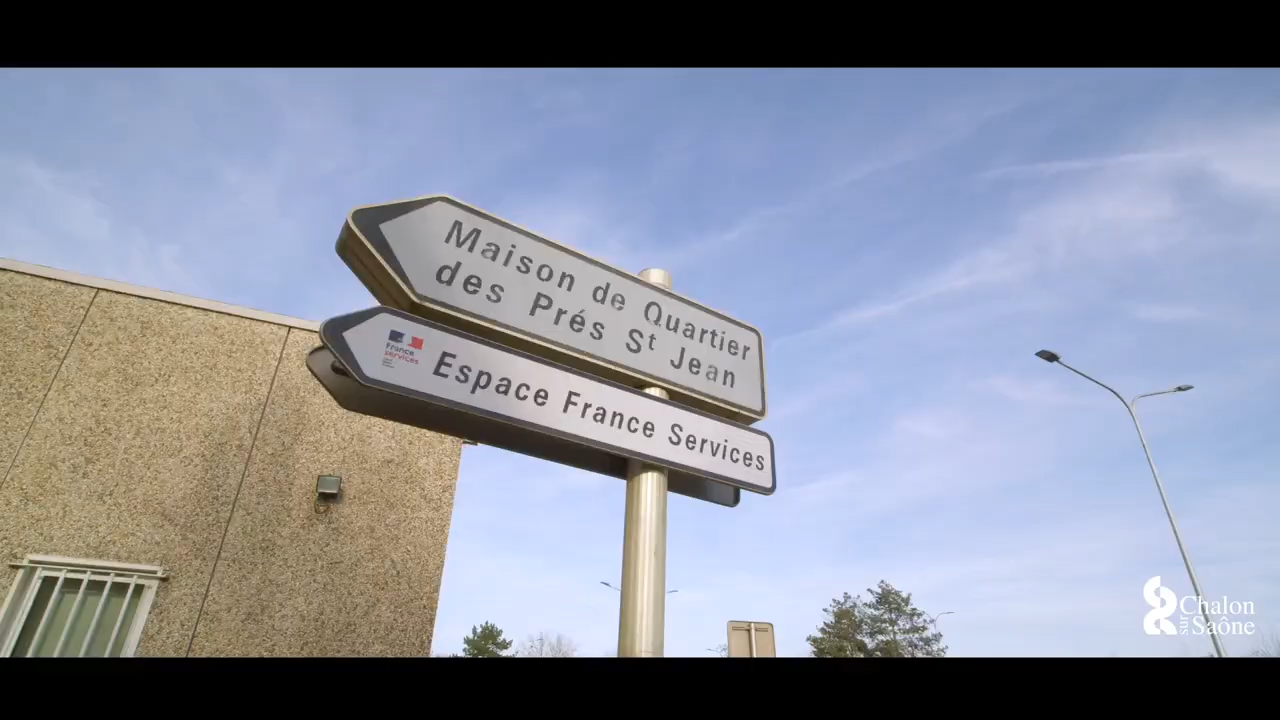 Maison de Quartier
des Prés St Jean
France
services
Espace France Services
Chalon
sur Saône